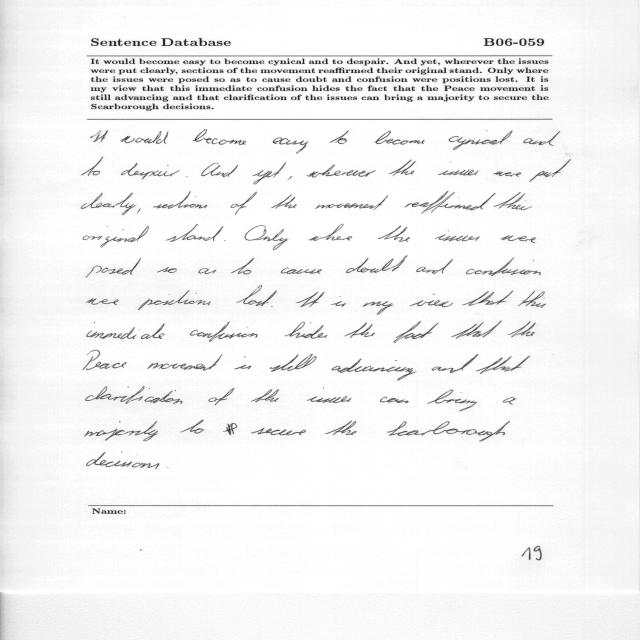 Sentence Database B06-059
It would become easy to become cynical and to despair. And yet, wherever the issues
were put clearly, sections of the movement reaffirmed their original stand. Only where
the issues were posed so as to cause doubt and confusion were positions lost. It is
my view that this immediate confusion hides the fact that the Peace movement is
still advancing and that clarification of the issues can bring a majority to secure the
Scarborough decisions.
It would become easy to become cynical and
to despair. And yet, wherever the issues were put
clearly, sections of the movement reaffirmed their
original stand. Only where the issues were
posed so as to cause doubt and confusion
were positions lost. It is my view that this
immediate confusion hides the fact that the
Peace movement is still advancing and that
clarification of the issues can bring a
majority to secure the Scarborough
decisions.
Name:
19